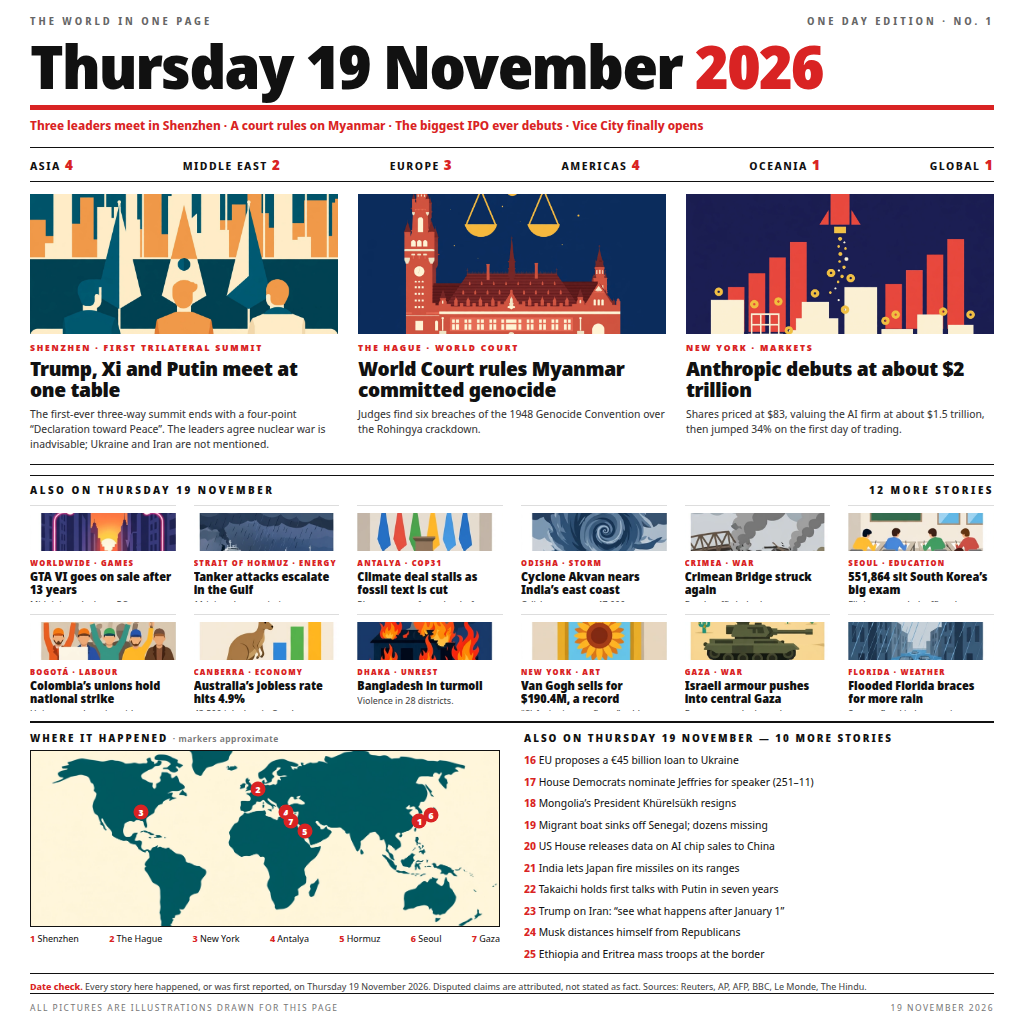 THE WORLD IN ONE PAGE
ONE DAY EDITION · NO. 1
Thursday 19 November 2026
Three leaders meet in Shenzhen · A court rules on Myanmar · The biggest IPO ever debuts · Vice City finally opens
ASIA 4
MIDDLE EAST 2
EUROPE 3
AMERICAS 4
OCEANIA 1
GLOBAL 1
SHENZHEN · FIRST TRILATERAL SUMMIT
Trump, Xi and Putin meet at
one table
The first-ever three-way summit ends with a four-point
“Declaration toward Peace”. The leaders agree nuclear war is
inadvisable; Ukraine and Iran are not mentioned.
THE HAGUE · WORLD COURT
World Court rules Myanmar
committed genocide
Judges find six breaches of the 1948 Genocide Convention over
the Rohingya crackdown.
NEW YORK · MARKETS
Anthropic debuts at about $2
trillion
Shares priced at $83, valuing the AI firm at about $1.5 trillion,
then jumped 34% on the first day of trading.
ALSO ON THURSDAY 19 NOVEMBER
12 MORE STORIES
WORLDWIDE · GAMES
GTA VI goes on sale after
13 years
STRAIT OF HORMUZ · ENERGY
Tanker attacks escalate
in the Gulf
ANTALYA · COP31
Climate deal stalls as
fossil text is cut
ODISHA · STORM
Cyclone Akvan nears
India’s east coast
CRIMEA · WAR
Crimean Bridge struck
again
SEOUL · EDUCATION
551,864 sit South Korea’s
big exam
BOGOTÁ · LABOUR
Colombia’s unions hold
national strike
CANBERRA · ECONOMY
Australia’s jobless rate
hits 4.9%
DHAKA · UNREST
Bangladesh in turmoil
Violence in 28 districts.
NEW YORK · ART
Van Gogh sells for
$190.4M, a record
GAZA · WAR
Israeli armour pushes
into central Gaza
FLORIDA · WEATHER
Flooded Florida braces
for more rain
WHERE IT HAPPENED · markers approximate
3
2
4
7
5
1
6
1 Shenzhen
2 The Hague
3 New York
4 Antalya
5 Hormuz
6 Seoul
7 Gaza
ALSO ON THURSDAY 19 NOVEMBER — 10 MORE STORIES
16 EU proposes a €45 billion loan to Ukraine
17 House Democrats nominate Jeffries for speaker (251–11)
18 Mongolia’s President Khürelsükh resigns
19 Migrant boat sinks off Senegal; dozens missing
20 US House releases data on AI chip sales to China
21 India lets Japan fire missiles on its ranges
22 Takaichi holds first talks with Putin in seven years
23 Trump on Iran: “see what happens after January 1”
24 Musk distances himself from Republicans
25 Ethiopia and Eritrea mass troops at the border
Date check. Every story here happened, or was first reported, on Thursday 19 November 2026. Disputed claims are attributed, not stated as fact. Sources: Reuters, AP, AFP, BBC, Le Monde, The Hindu.
ALL PICTURES ARE ILLUSTRATIONS DRAWN FOR THIS PAGE
19 NOVEMBER 2026